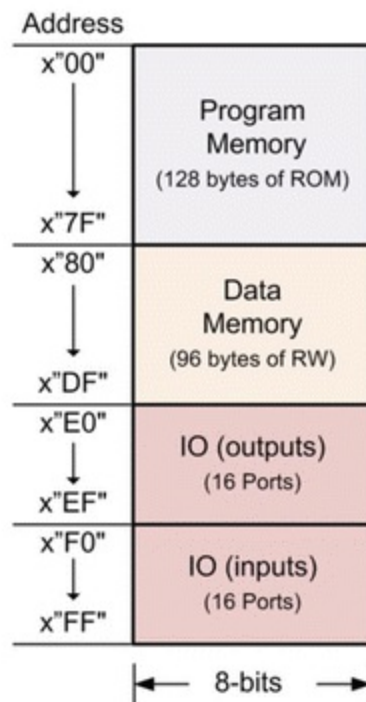 Address
x"00"
Program
Memory
(128 bytes of ROM)
x"7F"
x"80"
Data
Memory
(96 bytes of RW)
x"DF"
x"E0"
IO (outputs)
(16 Ports)
x"EF"
x"F0"
IO (inputs)
(16 Ports)
x"FF"
8-bits